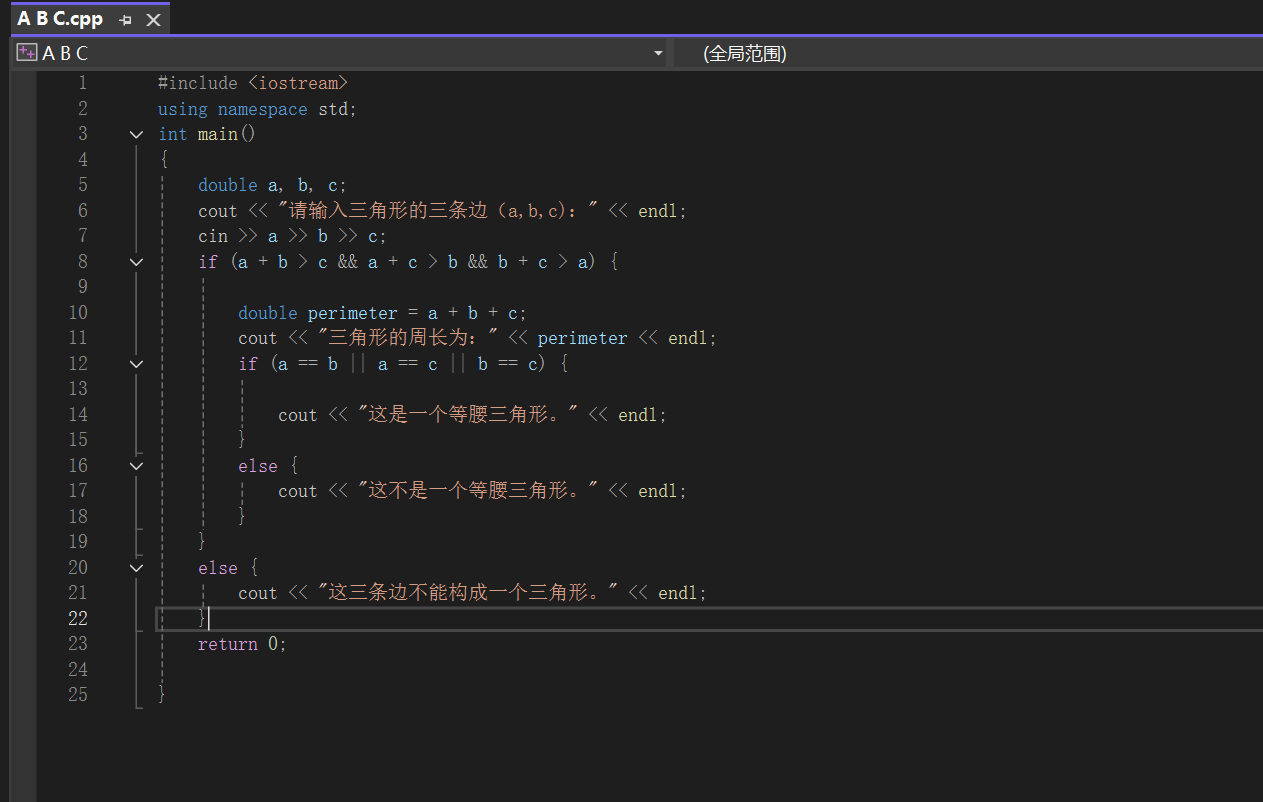 A B C.cpp
A B C (全局范围)
1 #include <iostream>
2 using namespace std;
3 int main()
4 {
5     double a, b, c;
6     cout << "请输入三角形的三条边（a,b,c）：" << endl;
7     cin >> a >> b >> c;
8     if (a + b > c && a + c > b && b + c > a) {
9
10         double perimeter = a + b + c;
11         cout << "三角形的周长为：" << perimeter << endl;
12         if (a == b || a == c || b == c) {
13
14             cout << "这是一个等腰三角形。" << endl;
15         }
16         else {
17             cout << "这不是一个等腰三角形。" << endl;
18         }
19     }
20     else {
21         cout << "这三条边不能构成一个三角形。" << endl;
22     }
23     return 0;
24
25 }